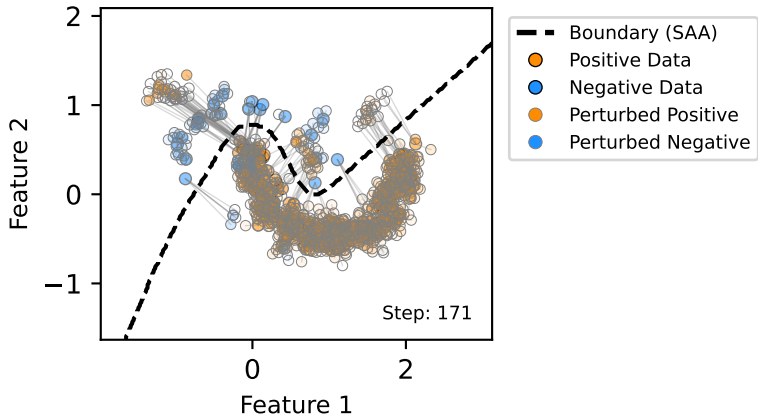 2
1
0
−1
0
2
Feature 2
Feature 1
Step: 171
Boundary (SAA)
Positive Data
Negative Data
Perturbed Positive
Perturbed Negative